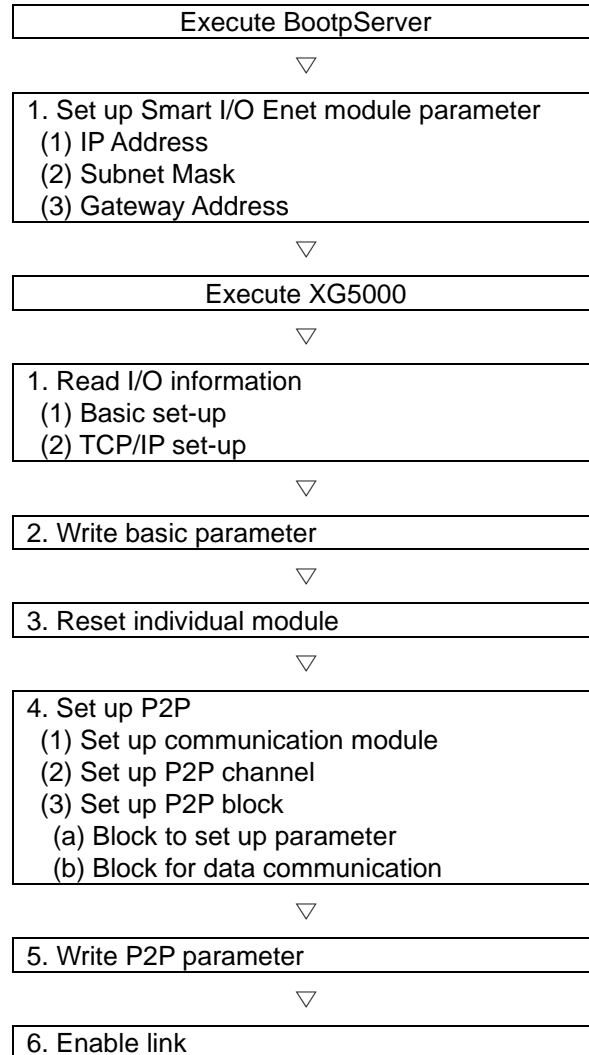 Execute BootpServer
1. Set up Smart I/O Enet module parameter
(1) IP Address
(2) Subnet Mask
(3) Gateway Address
Execute XG5000
1. Read I/O information
(1) Basic set-up
(2) TCP/IP set-up
2. Write basic parameter
3. Reset individual module
4. Set up P2P
(1) Set up communication module
(2) Set up P2P channel
(3) Set up P2P block
(a) Block to set up parameter
(b) Block for data communication
5. Write P2P parameter
6. Enable link